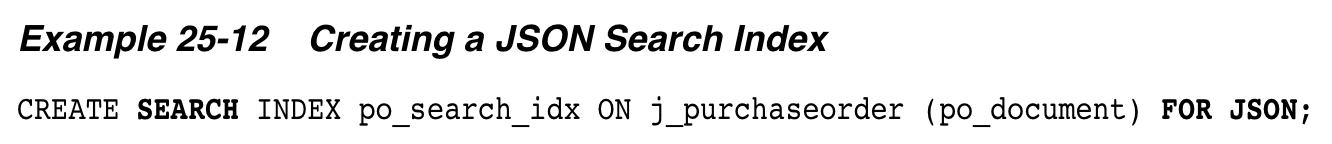 Example 25-12 Creating a JSON Search Index
CREATE SEARCH INDEX po_search_idx ON j_purchaseorder (po_document) FOR JSON;